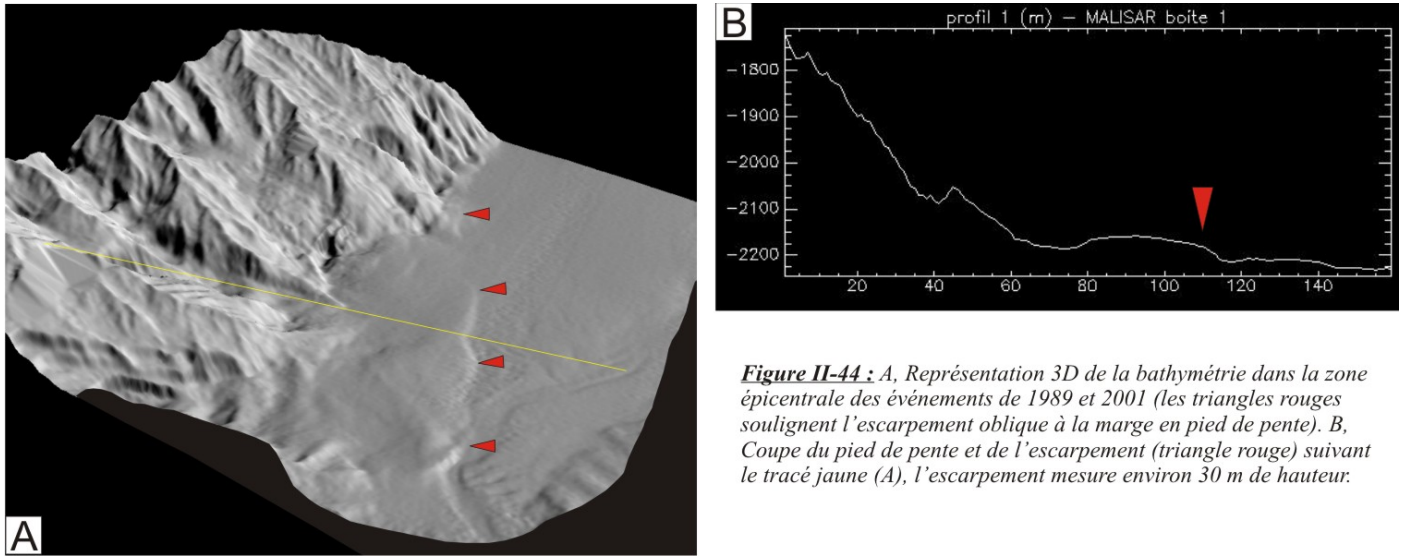 A
B
profil 1 (m) – MALISAR boite 1
-1800
-1900
-2000
-2100
-2200
20 40 60 80 100 120 140
Figure II-44 : A, Représentation 3D de la bathymétrie dans la zone
épicentrale des événements de 1989 et 2001 (les triangles rouges
soulignent l'escarpement oblique à la marge en pied de pente). B,
Coupe du pied de pente et de l'escarpement (triangle rouge) suivant
le tracé jaune (A), l'escarpement mesure environ 30 m de hauteur.